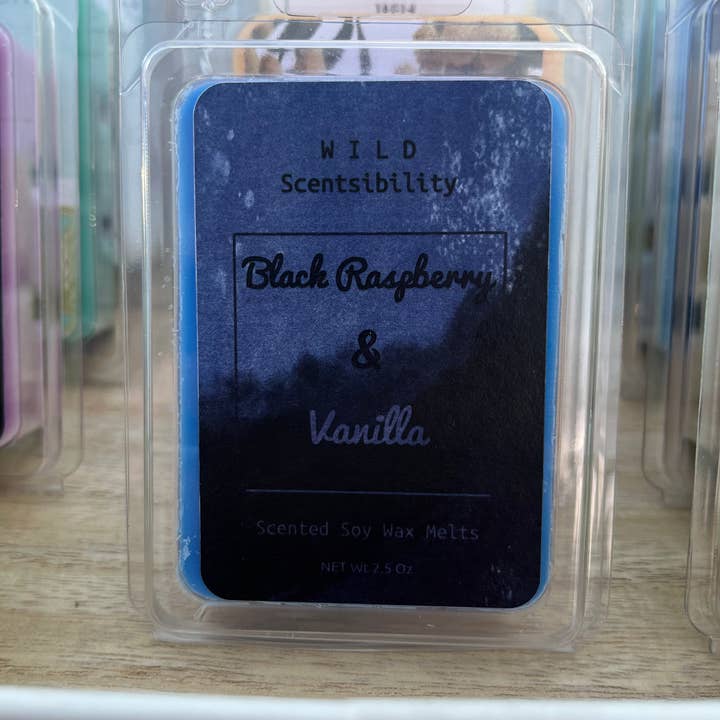 WILD
Scentsibility
Black Raspberry
&
Vanilla
Scented Soy Wax Melts
NET Wt 2.5 Oz